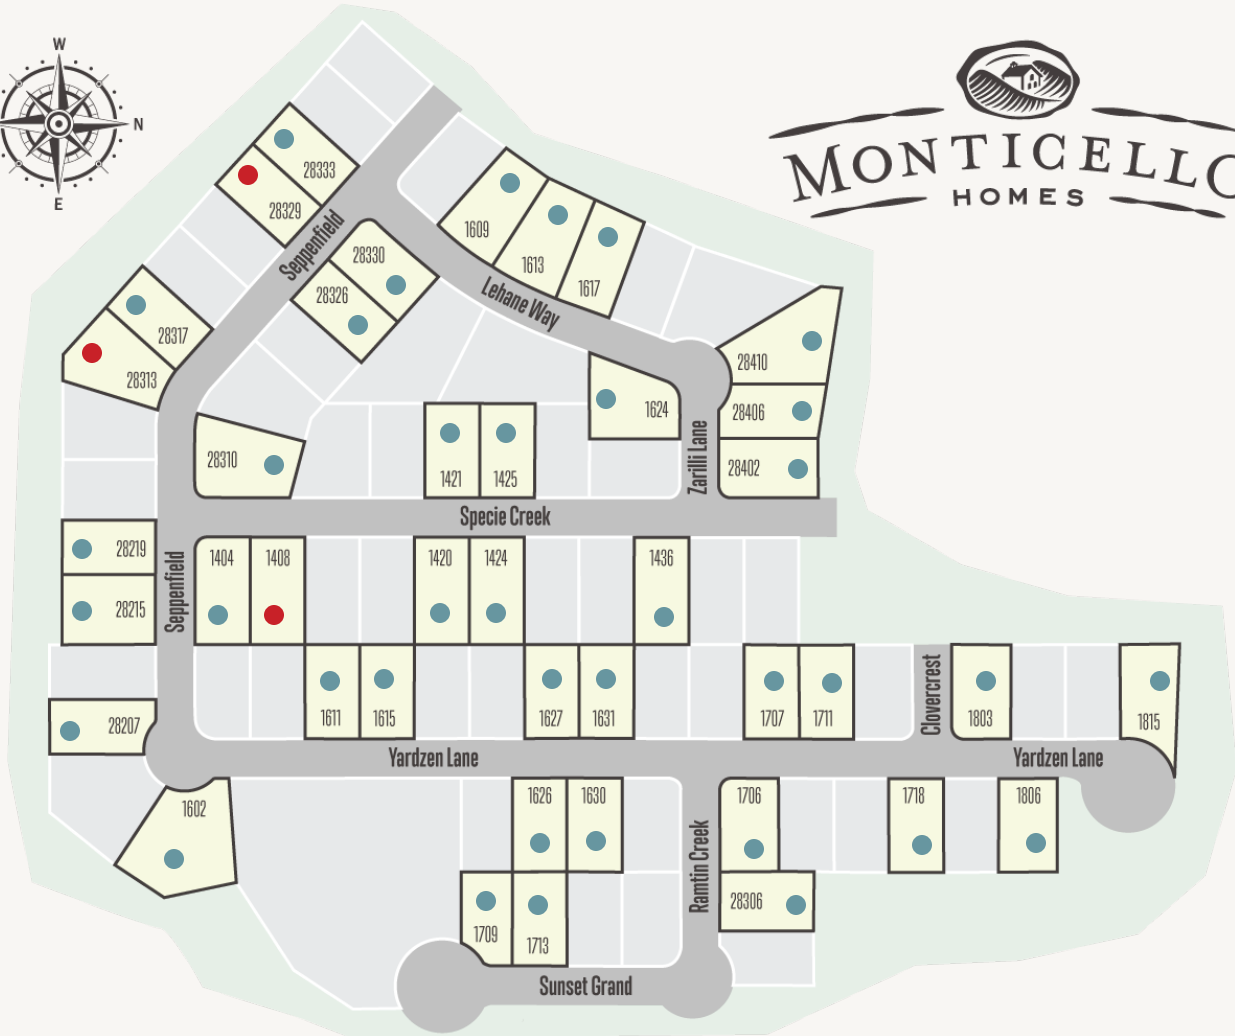 W
N
E
MONTICELLO
HOMES
28333
28329
Seppenfield
28330
28326
1609
1613
1617
Lehane Way
28317
28313
28410
28406
28402
1624
Zarilli Lane
28310
1421
1425
Specie Creek
28219
28215
Seppenfield
1404
1408
1420
1424
1436
1611
1615
1627
1631
1707
1711
Clovercrest
1803
1815
28207
Yardzen Lane
Yardzen Lane
1602
1626
1630
1706
1718
1806
Ramtin Creek
28306
1709
1713
Sunset Grand